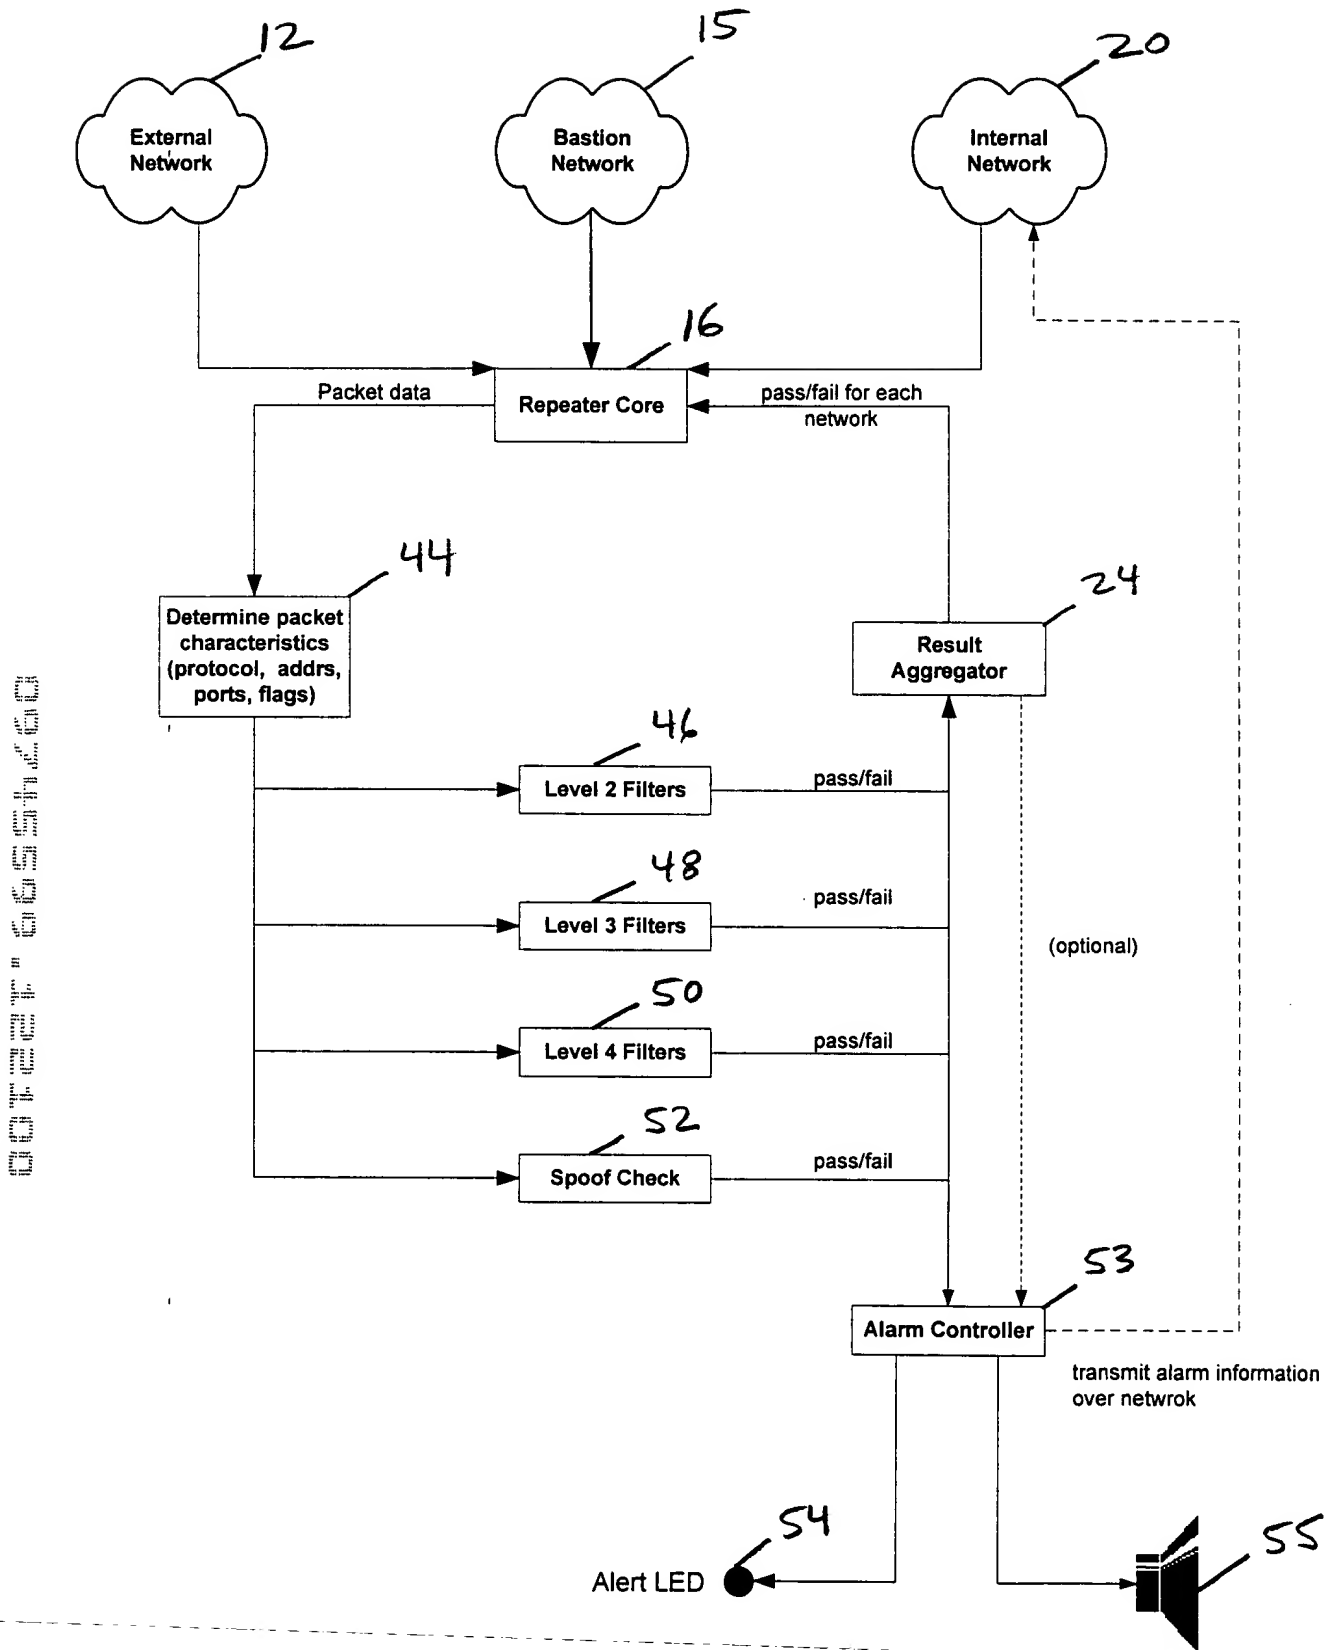 12
15
20
External
Network
Bastion
Network
Internal
Network
16
Packet data
Repeater Core
pass/fail for each
network
44
24
Determine packet
characteristics
(protocol, addrs,
ports, flags)
Result
Aggregator
46
Level 2 Filters
pass/fail
48
Level 3 Filters
pass/fail
(optional)
50
Level 4 Filters
pass/fail
52
Spoof Check
pass/fail
53
Alarm Controller
transmit alarm information
over netwrok
54
Alert LED
55
09745599.122100